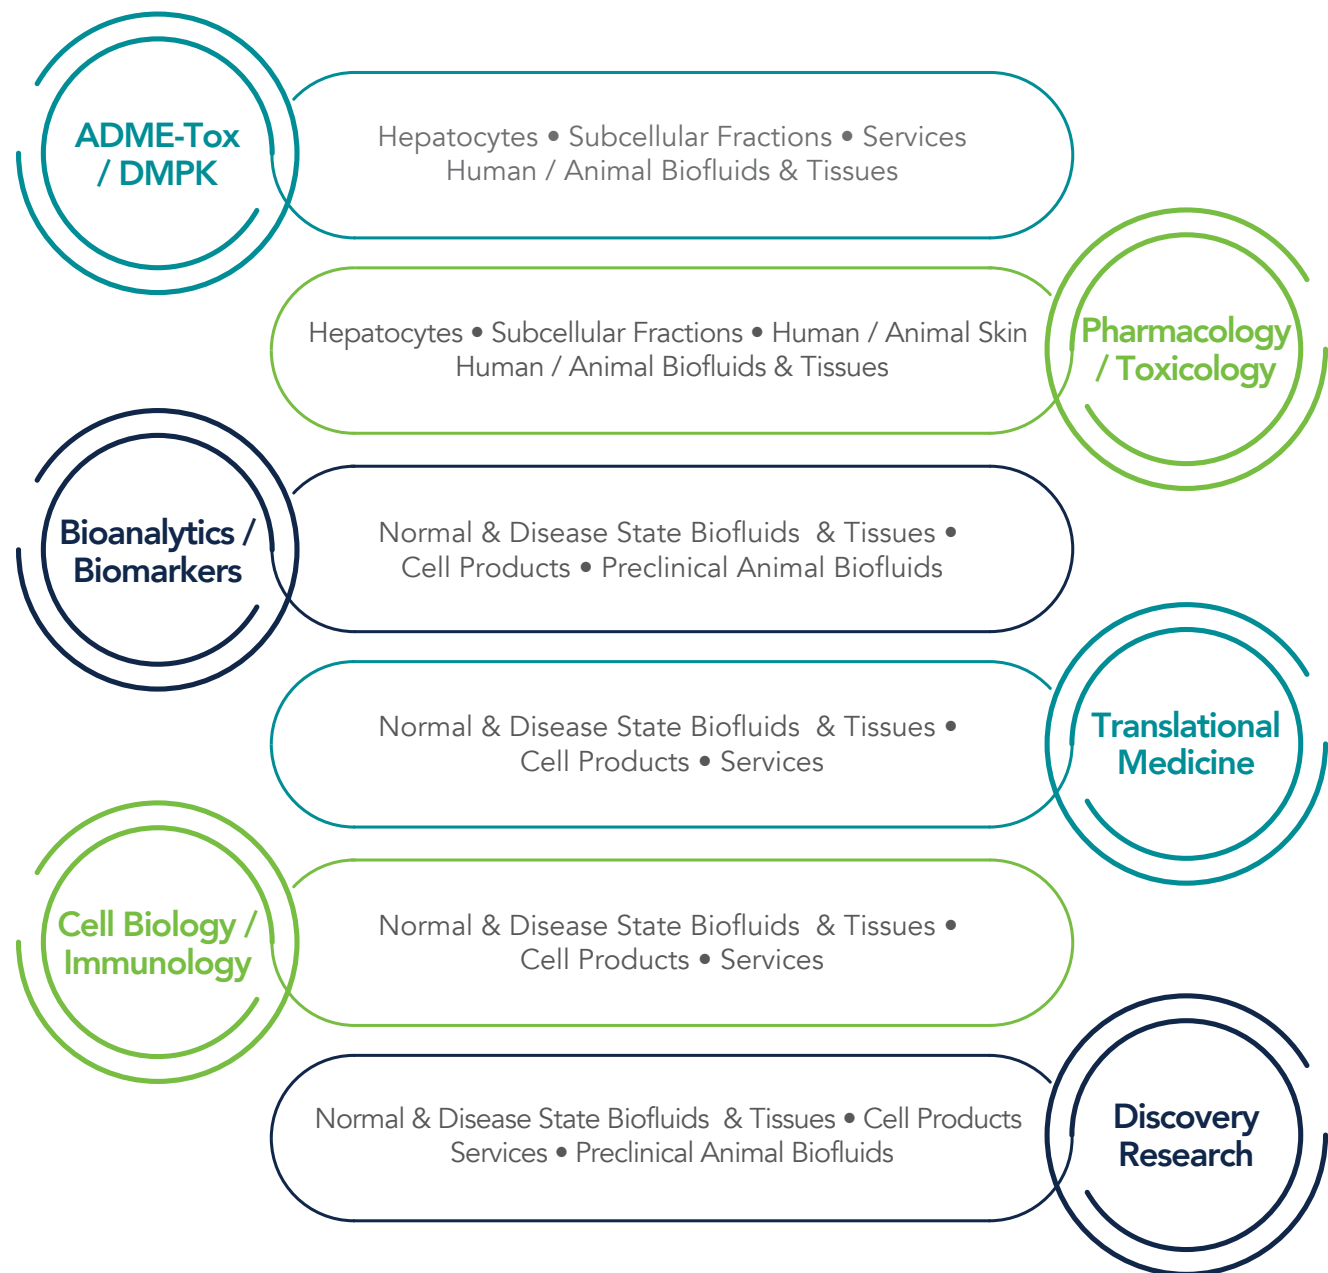 ADME-Tox
/ DMPK
Hepatocytes • Subcellular Fractions • Services
Human / Animal Biofluids & Tissues
Hepatocytes • Subcellular Fractions • Human / Animal Skin
Human / Animal Biofluids & Tissues
Pharmacology
/ Toxicology
Bioanalytics /
Biomarkers
Normal & Disease State Biofluids & Tissues •
Cell Products • Preclinical Animal Biofluids
Normal & Disease State Biofluids & Tissues •
Cell Products • Services
Translational
Medicine
Cell Biology /
Immunology
Normal & Disease State Biofluids & Tissues •
Cell Products • Services
Normal & Disease State Biofluids & Tissues • Cell Products
Services • Preclinical Animal Biofluids
Discovery
Research